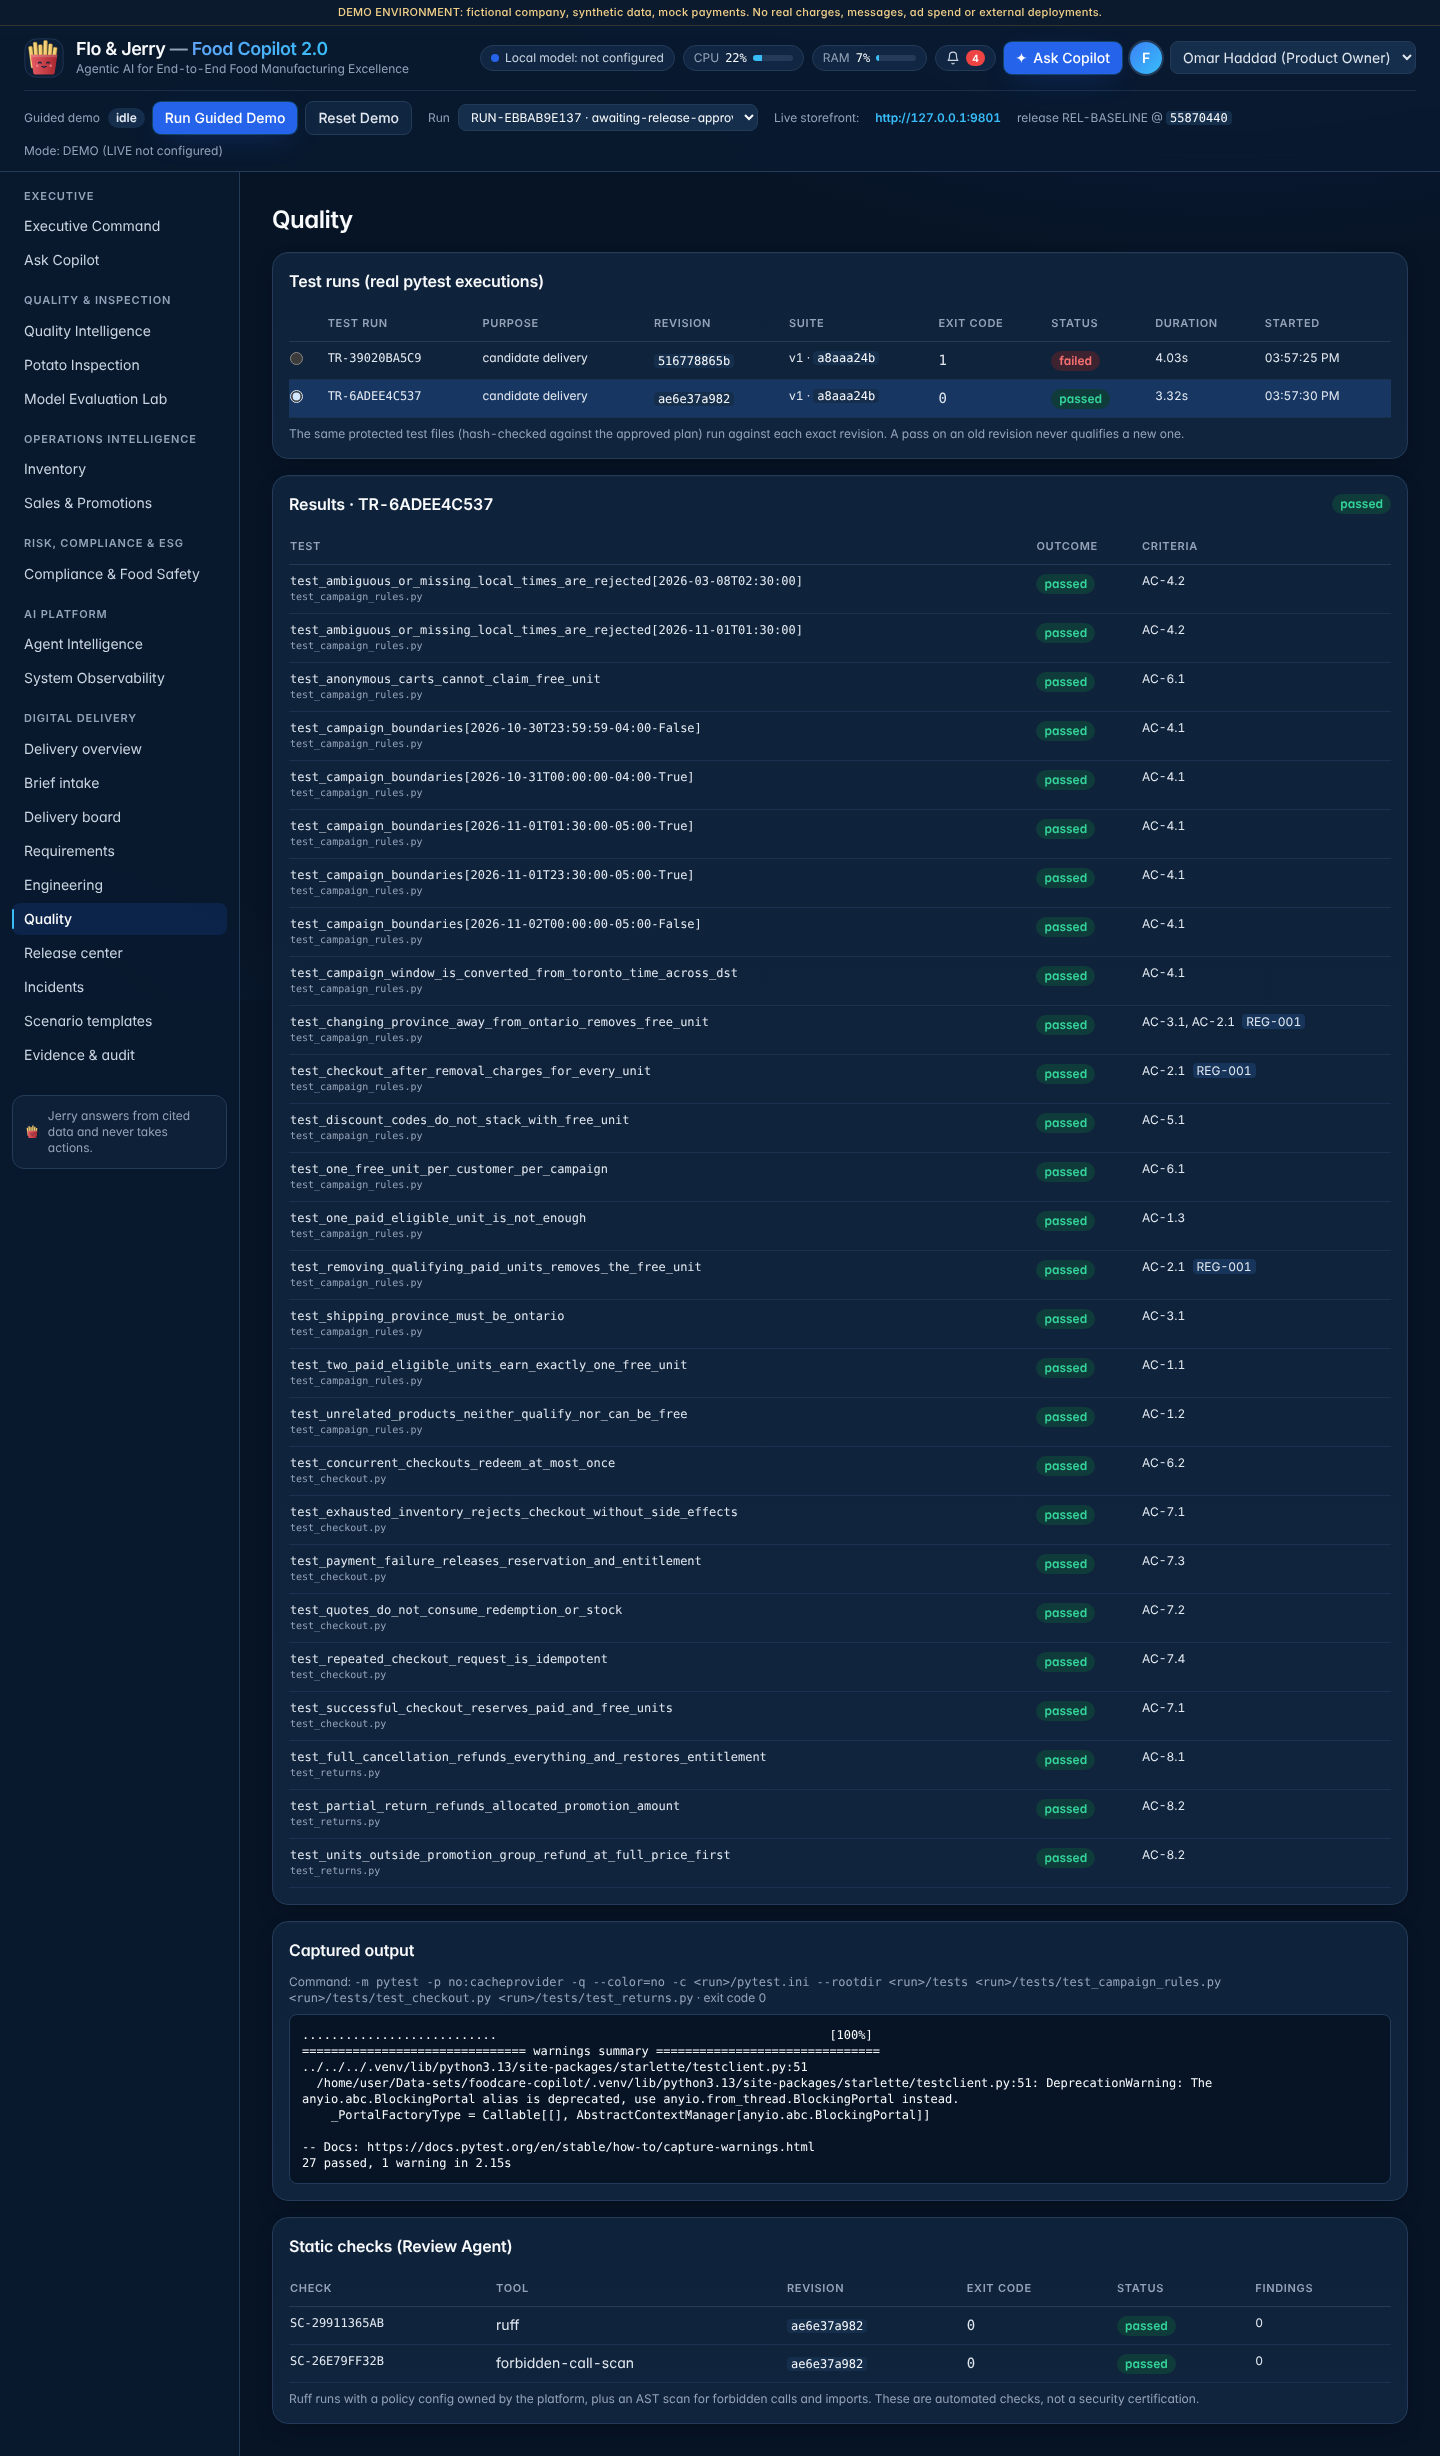 DEMO ENVIRONMENT: fictional company, synthetic data, mock payments. No real charges, messages, ad spend or external deployments.
Flo & Jerry — Food Copilot 2.0
Agentic AI for End-to-End Food Manufacturing Excellence
Local model: not configured
CPU 22%
RAM 7%
4
✦ Ask Copilot
F
Omar Haddad (Product Owner)
Guided demo idle
Run Guided Demo
Reset Demo
Run RUN-EBBAB9E137 · awaiting-release-approv
Live storefront: http://127.0.0.1:9801
release REL-BASELINE @ 55870440
Mode: DEMO (LIVE not configured)
EXECUTIVE
Executive Command
Ask Copilot
QUALITY & INSPECTION
Quality Intelligence
Potato Inspection
Model Evaluation Lab
OPERATIONS INTELLIGENCE
Inventory
Sales & Promotions
RISK, COMPLIANCE & ESG
Compliance & Food Safety
AI PLATFORM
Agent Intelligence
System Observability
DIGITAL DELIVERY
Delivery overview
Brief intake
Delivery board
Requirements
Engineering
Quality
Release center
Incidents
Scenario templates
Evidence & audit
Jerry answers from cited
data and never takes
actions.
Quality
Test runs (real pytest executions)
TEST RUN PURPOSE REVISION SUITE EXIT CODE STATUS DURATION STARTED
TR-39020BA5C9 candidate delivery 516778865b v1 · a8aaa24b 1 failed 4.03s 03:57:25 PM
TR-6ADEE4C537 candidate delivery ae6e37a982 v1 · a8aaa24b 0 passed 3.32s 03:57:30 PM
The same protected test files (hash-checked against the approved plan) run against each exact revision. A pass on an old revision never qualifies a new one.
Results · TR-6ADEE4C537 passed
TEST OUTCOME CRITERIA
test_ambiguous_or_missing_local_times_are_rejected[2026-03-08T02:30:00] passed AC-4.2
test_campaign_rules.py
test_ambiguous_or_missing_local_times_are_rejected[2026-11-01T01:30:00] passed AC-4.2
test_campaign_rules.py
test_anonymous_carts_cannot_claim_free_unit passed AC-6.1
test_campaign_rules.py
test_campaign_boundaries[2026-10-30T23:59:59-04:00-False] passed AC-4.1
test_campaign_rules.py
test_campaign_boundaries[2026-10-31T00:00:00-04:00-True] passed AC-4.1
test_campaign_rules.py
test_campaign_boundaries[2026-11-01T01:30:00-05:00-True] passed AC-4.1
test_campaign_rules.py
test_campaign_boundaries[2026-11-01T23:30:00-05:00-True] passed AC-4.1
test_campaign_rules.py
test_campaign_boundaries[2026-11-02T00:00:00-05:00-False] passed AC-4.1
test_campaign_rules.py
test_campaign_window_is_converted_from_toronto_time_across_dst passed AC-4.1
test_campaign_rules.py
test_changing_province_away_from_ontario_removes_free_unit passed AC-3.1, AC-2.1 REG-001
test_campaign_rules.py
test_checkout_after_removal_charges_for_every_unit passed AC-2.1 REG-001
test_campaign_rules.py
test_discount_codes_do_not_stack_with_free_unit passed AC-5.1
test_campaign_rules.py
test_one_free_unit_per_customer_per_campaign passed AC-6.1
test_campaign_rules.py
test_one_paid_eligible_unit_is_not_enough passed AC-1.3
test_campaign_rules.py
test_removing_qualifying_paid_units_removes_the_free_unit passed AC-2.1 REG-001
test_campaign_rules.py
test_shipping_province_must_be_ontario passed AC-3.1
test_campaign_rules.py
test_two_paid_eligible_units_earn_exactly_one_free_unit passed AC-1.1
test_campaign_rules.py
test_unrelated_products_neither_qualify_nor_can_be_free passed AC-1.2
test_campaign_rules.py
test_concurrent_checkouts_redeem_at_most_once passed AC-6.2
test_checkout.py
test_exhausted_inventory_rejects_checkout_without_side_effects passed AC-7.1
test_checkout.py
test_payment_failure_releases_reservation_and_entitlement passed AC-7.3
test_checkout.py
test_quotes_do_not_consume_redemption_or_stock passed AC-7.2
test_checkout.py
test_repeated_checkout_request_is_idempotent passed AC-7.4
test_checkout.py
test_successful_checkout_reserves_paid_and_free_units passed AC-7.1
test_checkout.py
test_full_cancellation_refunds_everything_and_restores_entitlement passed AC-8.1
test_returns.py
test_partial_return_refunds_allocated_promotion_amount passed AC-8.2
test_returns.py
test_units_outside_promotion_group_refund_at_full_price_first passed AC-8.2
test_returns.py
Captured output
Command: -m pytest -p no:cacheprovider -q --color=no -c <run>/pytest.ini --rootdir <run>/tests <run>/tests/test_campaign_rules.py
<run>/tests/test_checkout.py <run>/tests/test_returns.py · exit code 0
........................... [100%]
=============================== warnings summary ===============================
../../../.venv/lib/python3.13/site-packages/starlette/testclient.py:51
/home/user/Data-sets/foodcare-copilot/.venv/lib/python3.13/site-packages/starlette/testclient.py:51: DeprecationWarning: The
anyio.abc.BlockingPortal alias is deprecated, use anyio.from_thread.BlockingPortal instead.
_PortalFactoryType = Callable[[], AbstractContextManager[anyio.abc.BlockingPortal]]
-- Docs: https://docs.pytest.org/en/stable/how-to/capture-warnings.html
27 passed, 1 warning in 2.15s
Static checks (Review Agent)
CHECK TOOL REVISION EXIT CODE STATUS FINDINGS
SC-29911365AB ruff ae6e37a982 0 passed 0
SC-26E79FF32B forbidden-call-scan ae6e37a982 0 passed 0
Ruff runs with a policy config owned by the platform, plus an AST scan for forbidden calls and imports. These are automated checks, not a security certification.